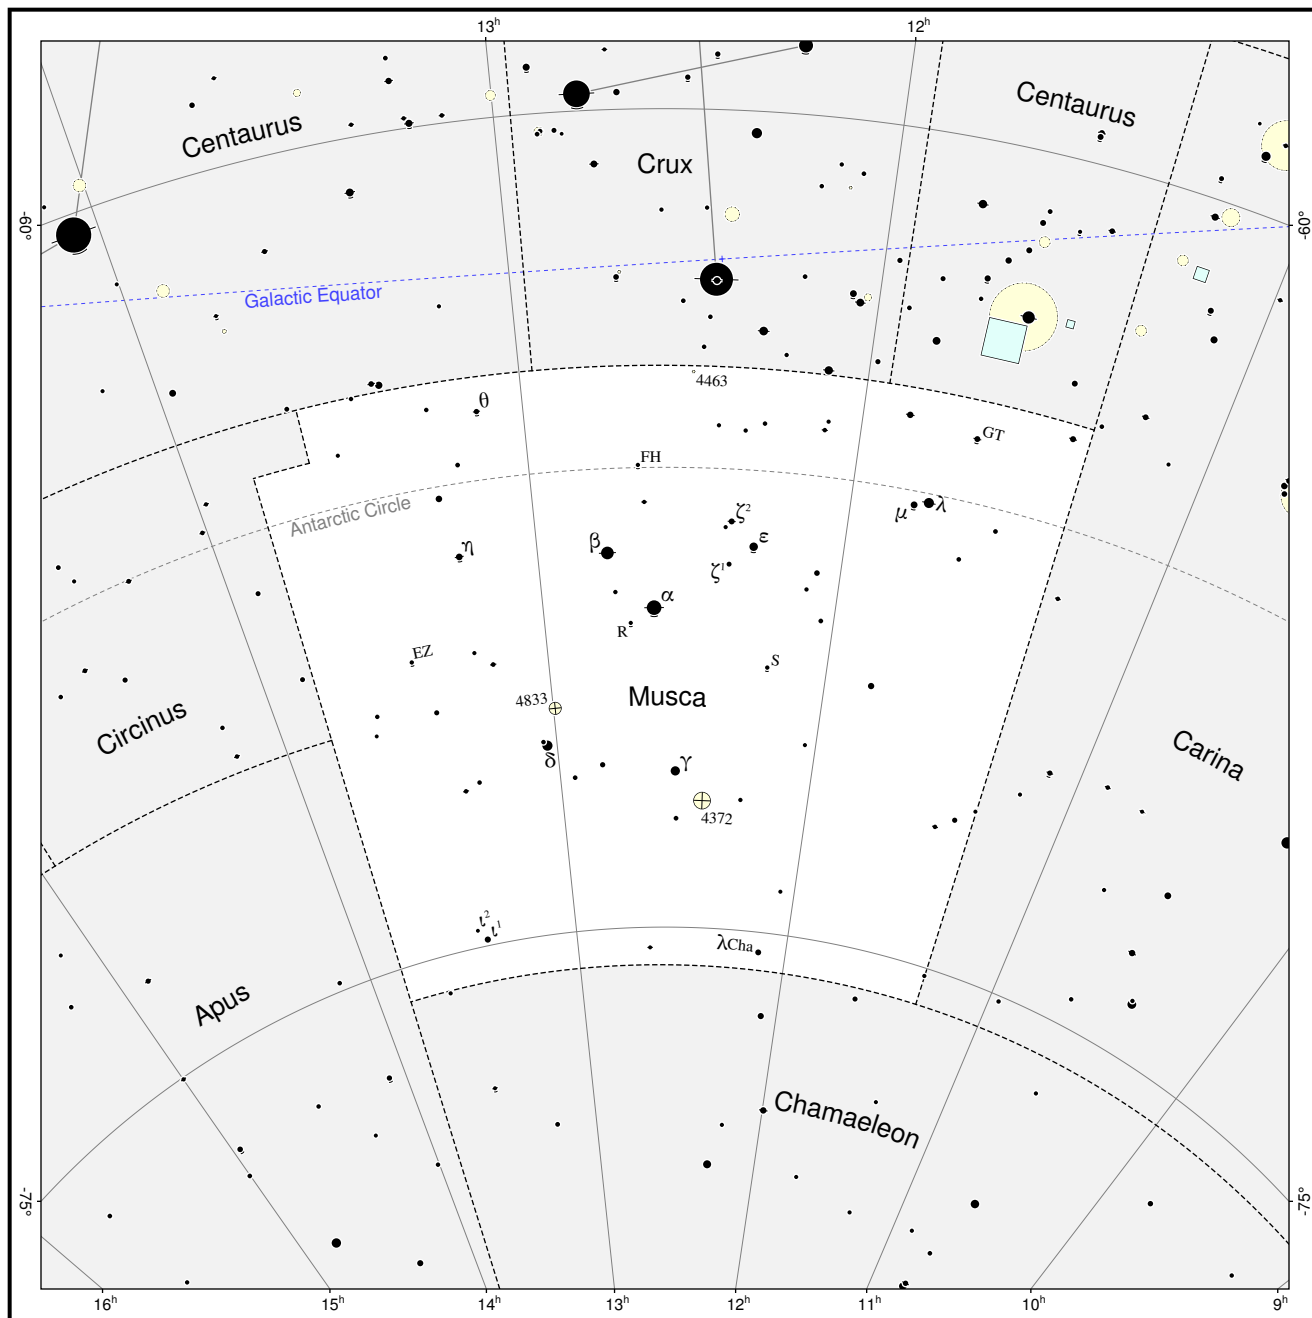 13h
12h
Centaurus
Centaurus
Crux
-60°
-60°
Galactic Equator
4463
θ
GT
FH
Antarctic Circle
ζ2
μ
λ
β
ε
η
ζ1
α
R
EZ
S
4833
Musca
Circinus
Carina
δ
γ
4372
ι2
ι1
λCha
Apus
Chamaeleon
-75°
-75°
16h
15h
14h
13h
12h
11h
10h
9h